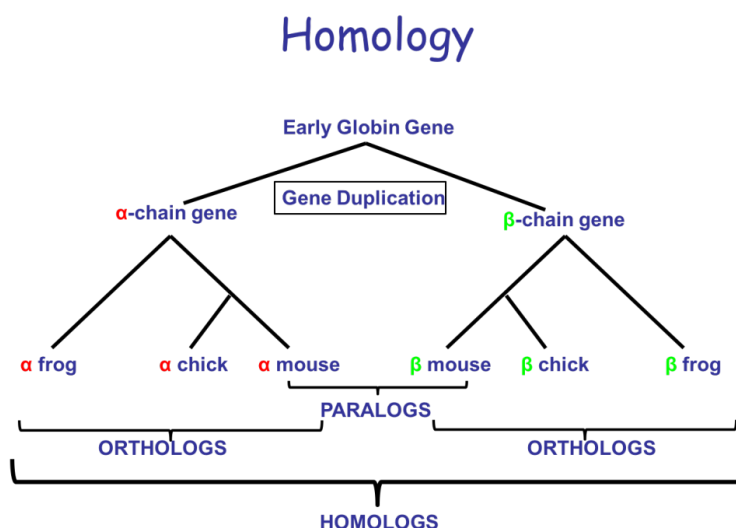 Homology
Early Globin Gene
Gene Duplication
α-chain gene
β-chain gene
α frog
α chick
α mouse
β mouse
β chick
β frog
PARALOGS
ORTHOLOGS
ORTHOLOGS
HOMOLOGS